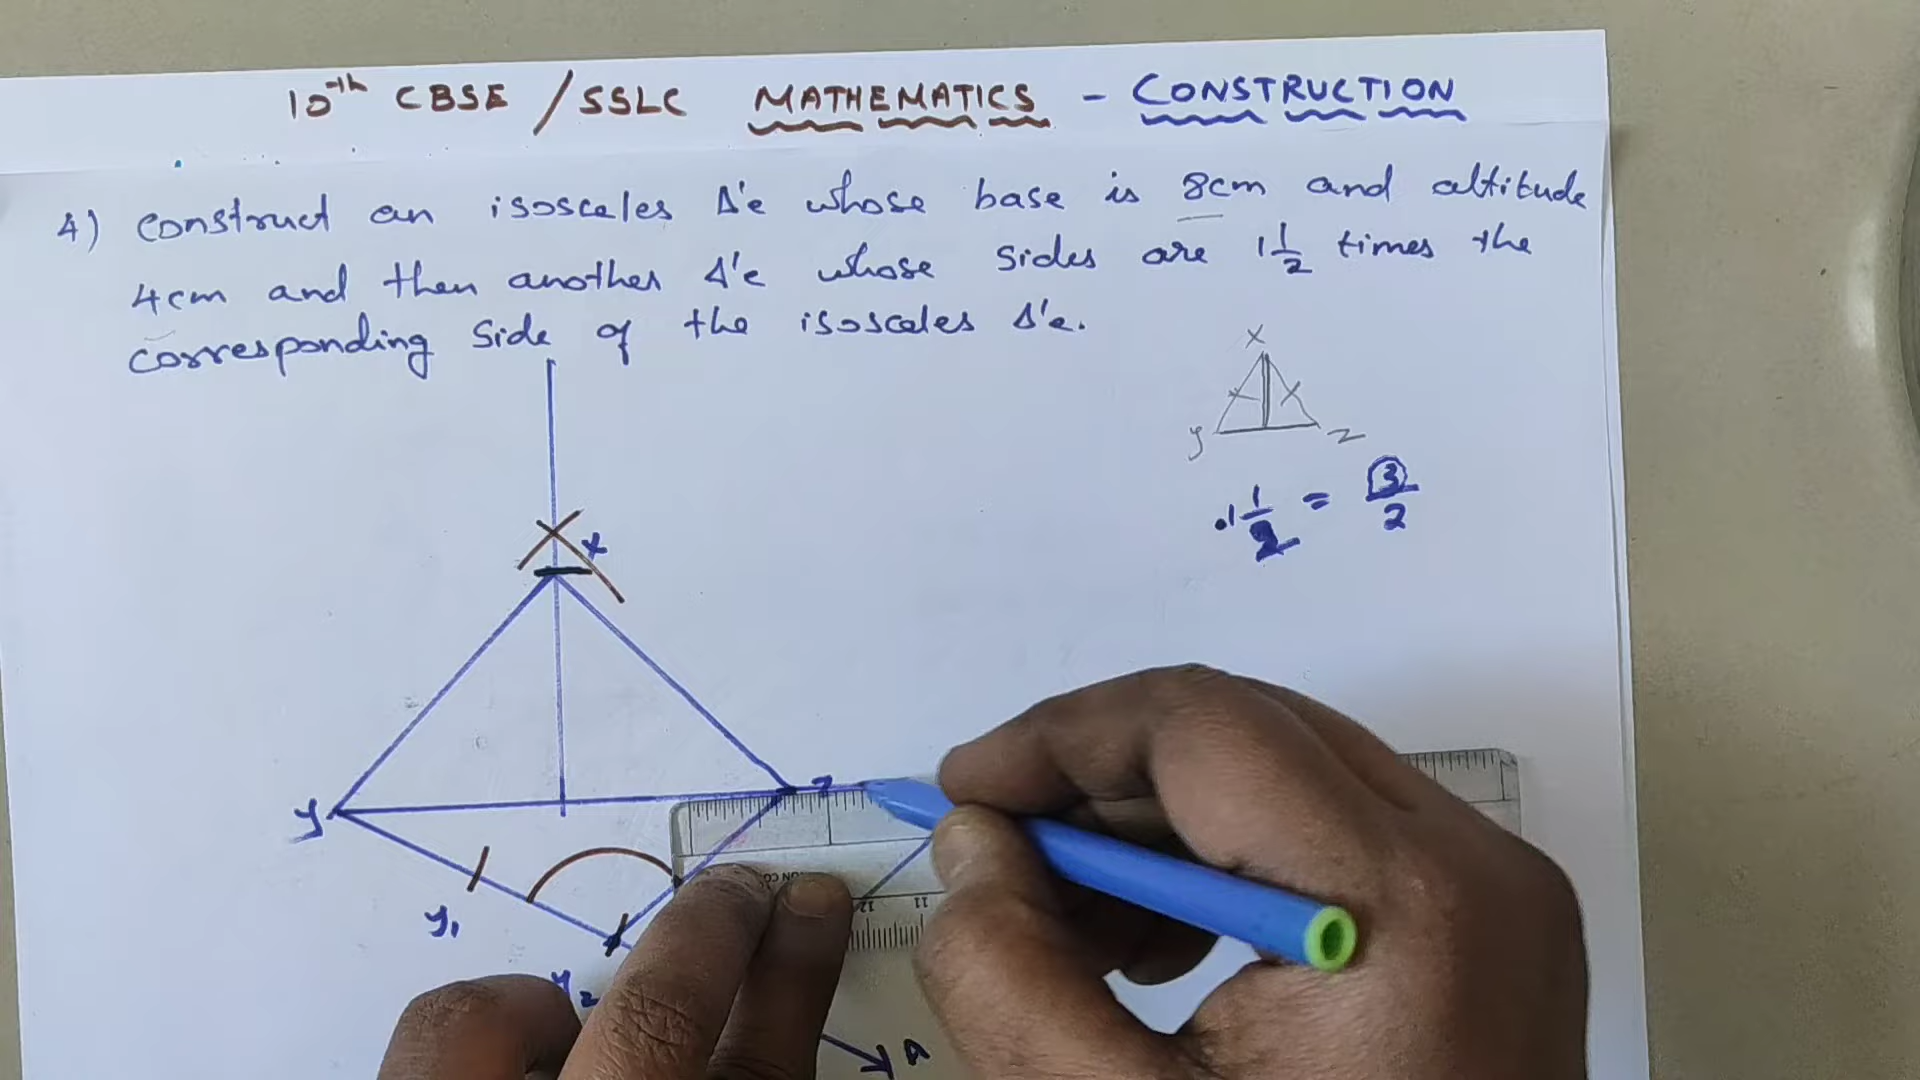 10th CBSE / SSLC MATHEMATICS - CONSTRUCTION
4) Construct an isosceles Δ'e whose base is 8cm and altitude
4cm and then another Δ'e whose sides are 1 1/2 times the
corresponding side of the isosceles Δ'e.
x
y z
1 1/2 = 3/2
x
y z
y1
y2
A
12 11